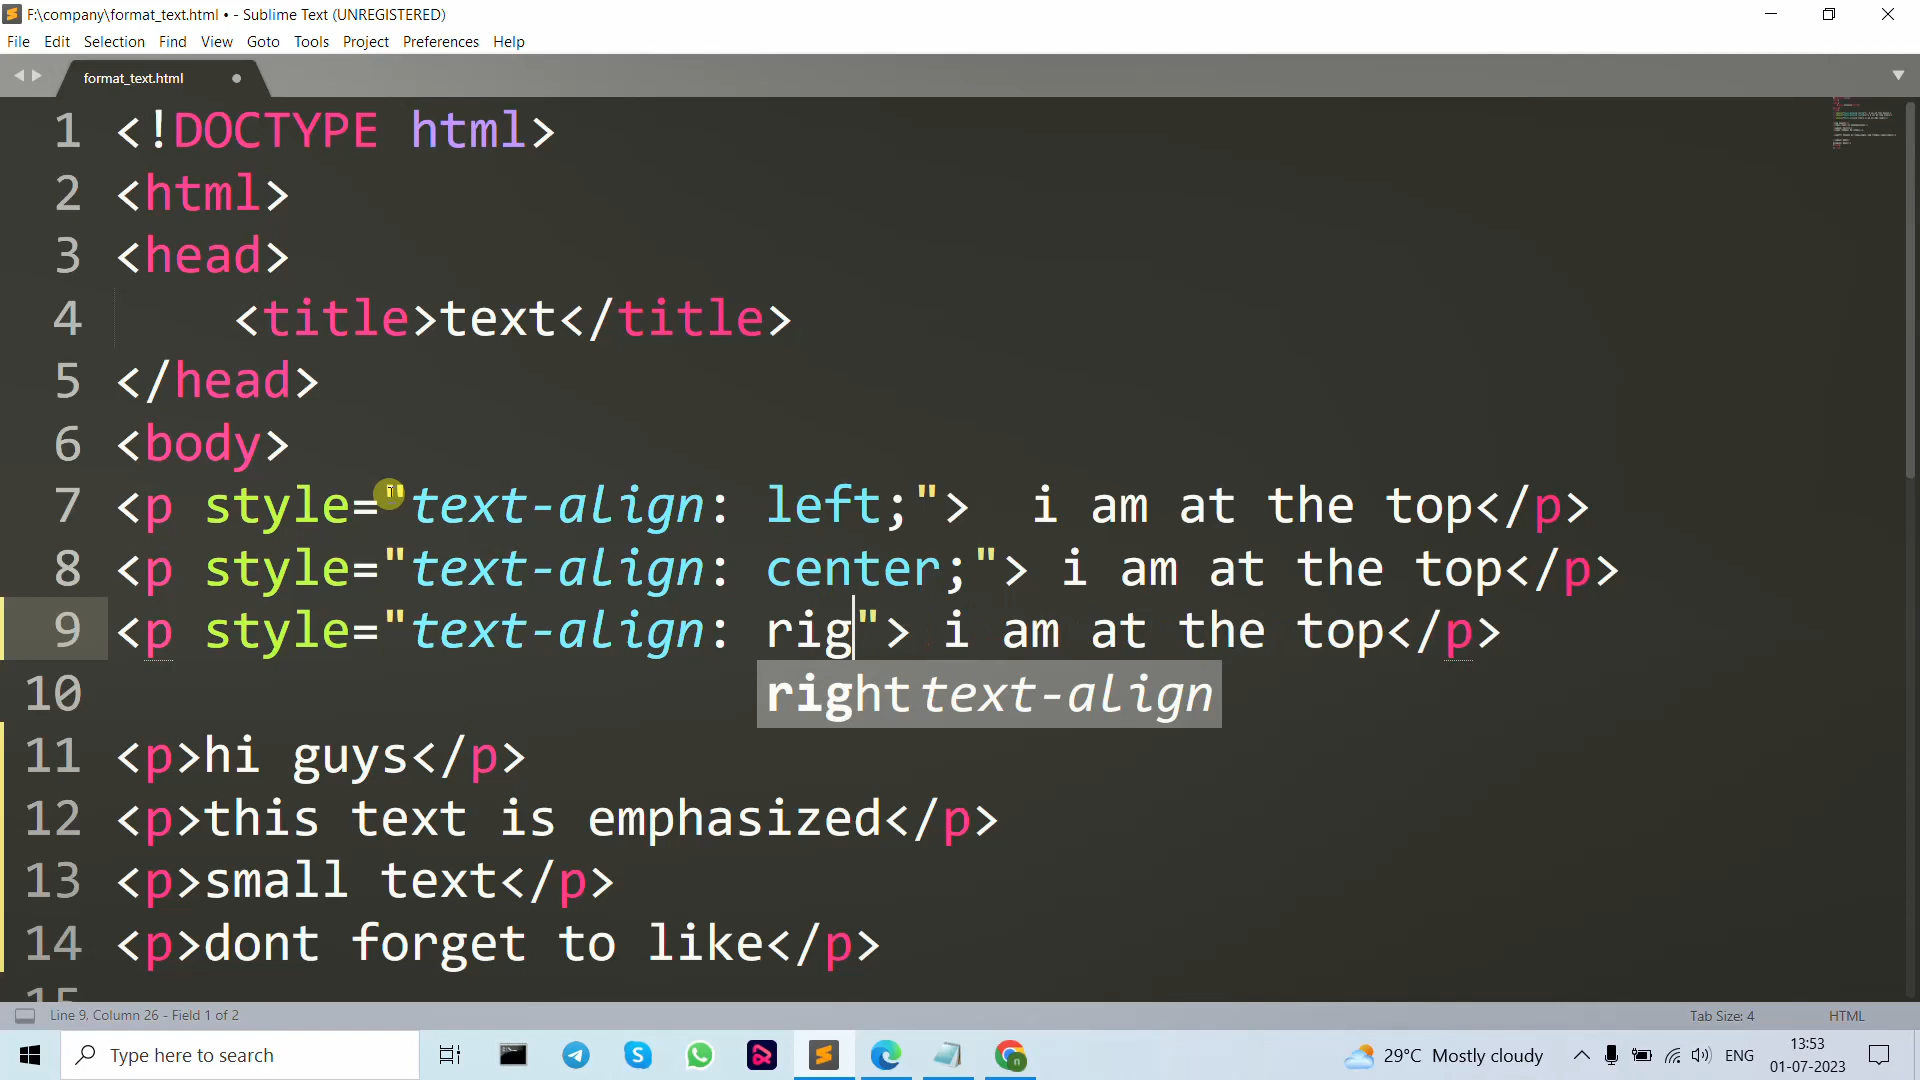 F:\company\format_text.html • - Sublime Text (UNREGISTERED)
File Edit Selection Find View Goto Tools Project Preferences Help
format_text.html
1 <!DOCTYPE html>
2 <html>
3 <head>
4 <title>text</title>
5 </head>
6 <body>
7 <p style="text-align: left;">  i am at the top</p>
8 <p style="text-align: center;"> i am at the top</p>
9 <p style="text-align: rig"> i am at the top</p>
right text-align
10
11 <p>hi guys</p>
12 <p>this text is emphasized</p>
13 <p>small text</p>
14 <p>dont forget to like</p>
15
Line 9, Column 26 - Field 1 of 2 Tab Size: 4 HTML
Type here to search 29°C Mostly cloudy ENG 13:53
01-07-2023